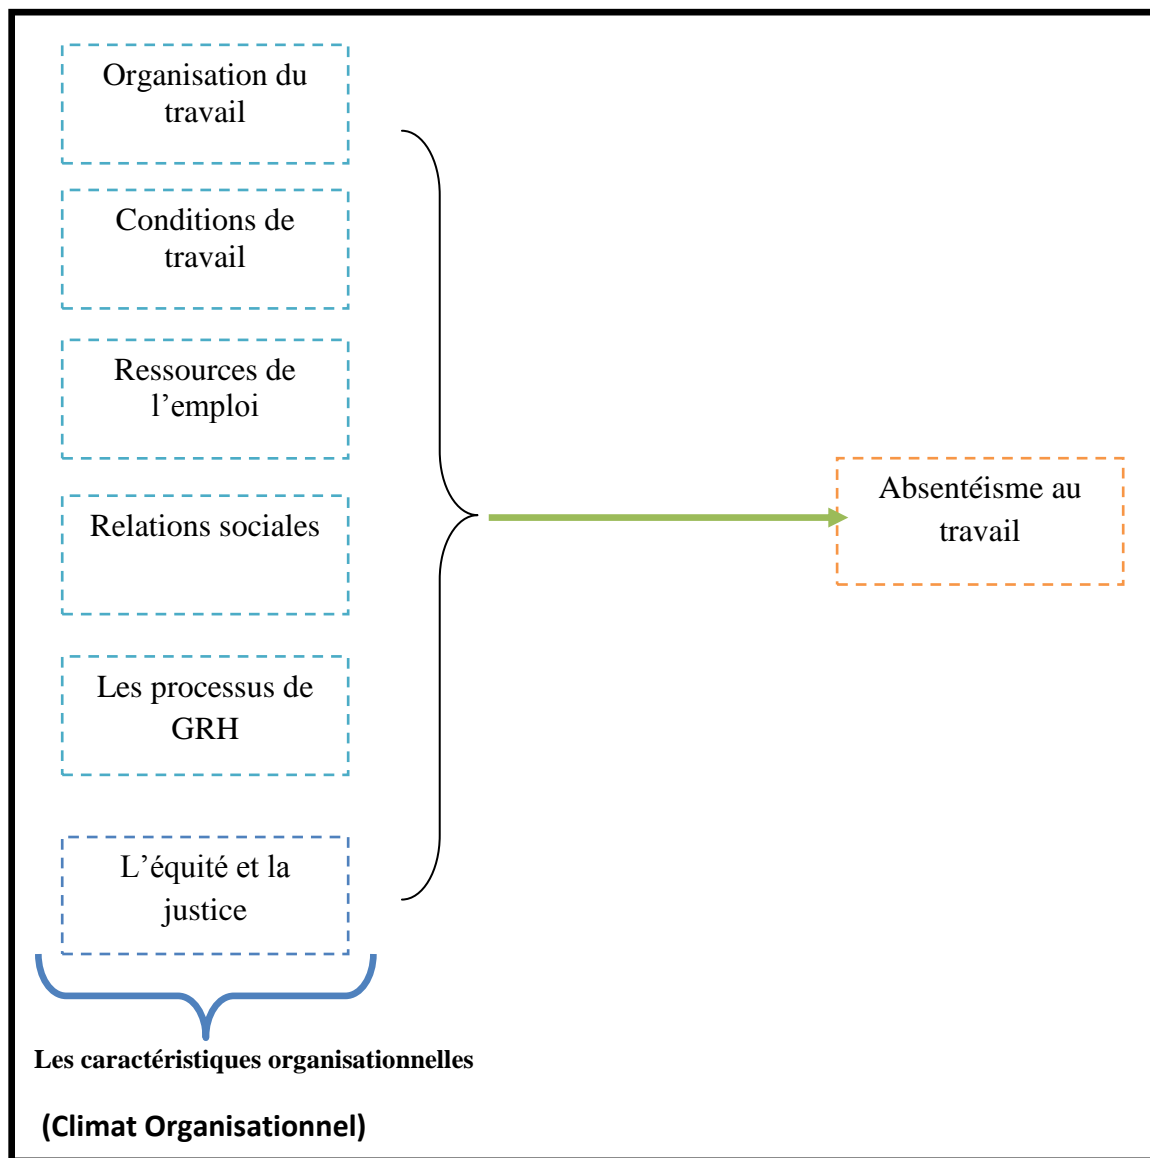 Organisation du
travail
Conditions de
travail
Ressources de
l’emploi
Relations sociales
Absentéisme au
travail
Les processus de
GRH
L’équité et la
justice
Les caractéristiques organisationnelles
(Climat Organisationnel)